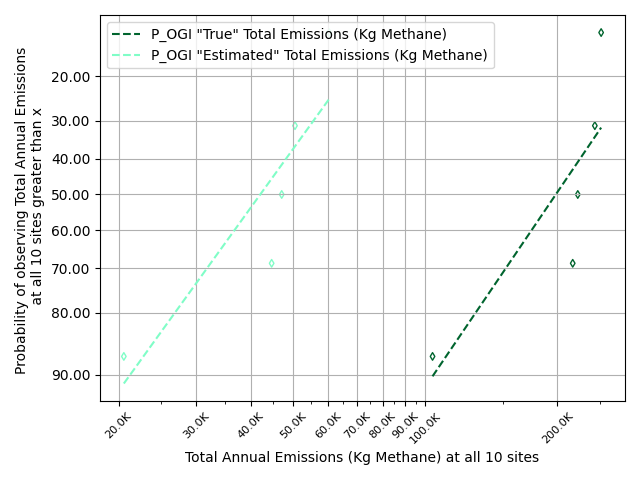 P_OGI "True" Total Emissions (Kg Methane)
P_OGI "Estimated" Total Emissions (Kg Methane)
Probability of observing Total Annual Emissions
at all 10 sites greater than x
20.00
30.00
40.00
50.00
60.00
70.00
80.00
90.00
20.0K
30.0K
40.0K
50.0K
60.0K
70.0K
80.0K
90.0K
100.0K
200.0K
Total Annual Emissions (Kg Methane) at all 10 sites